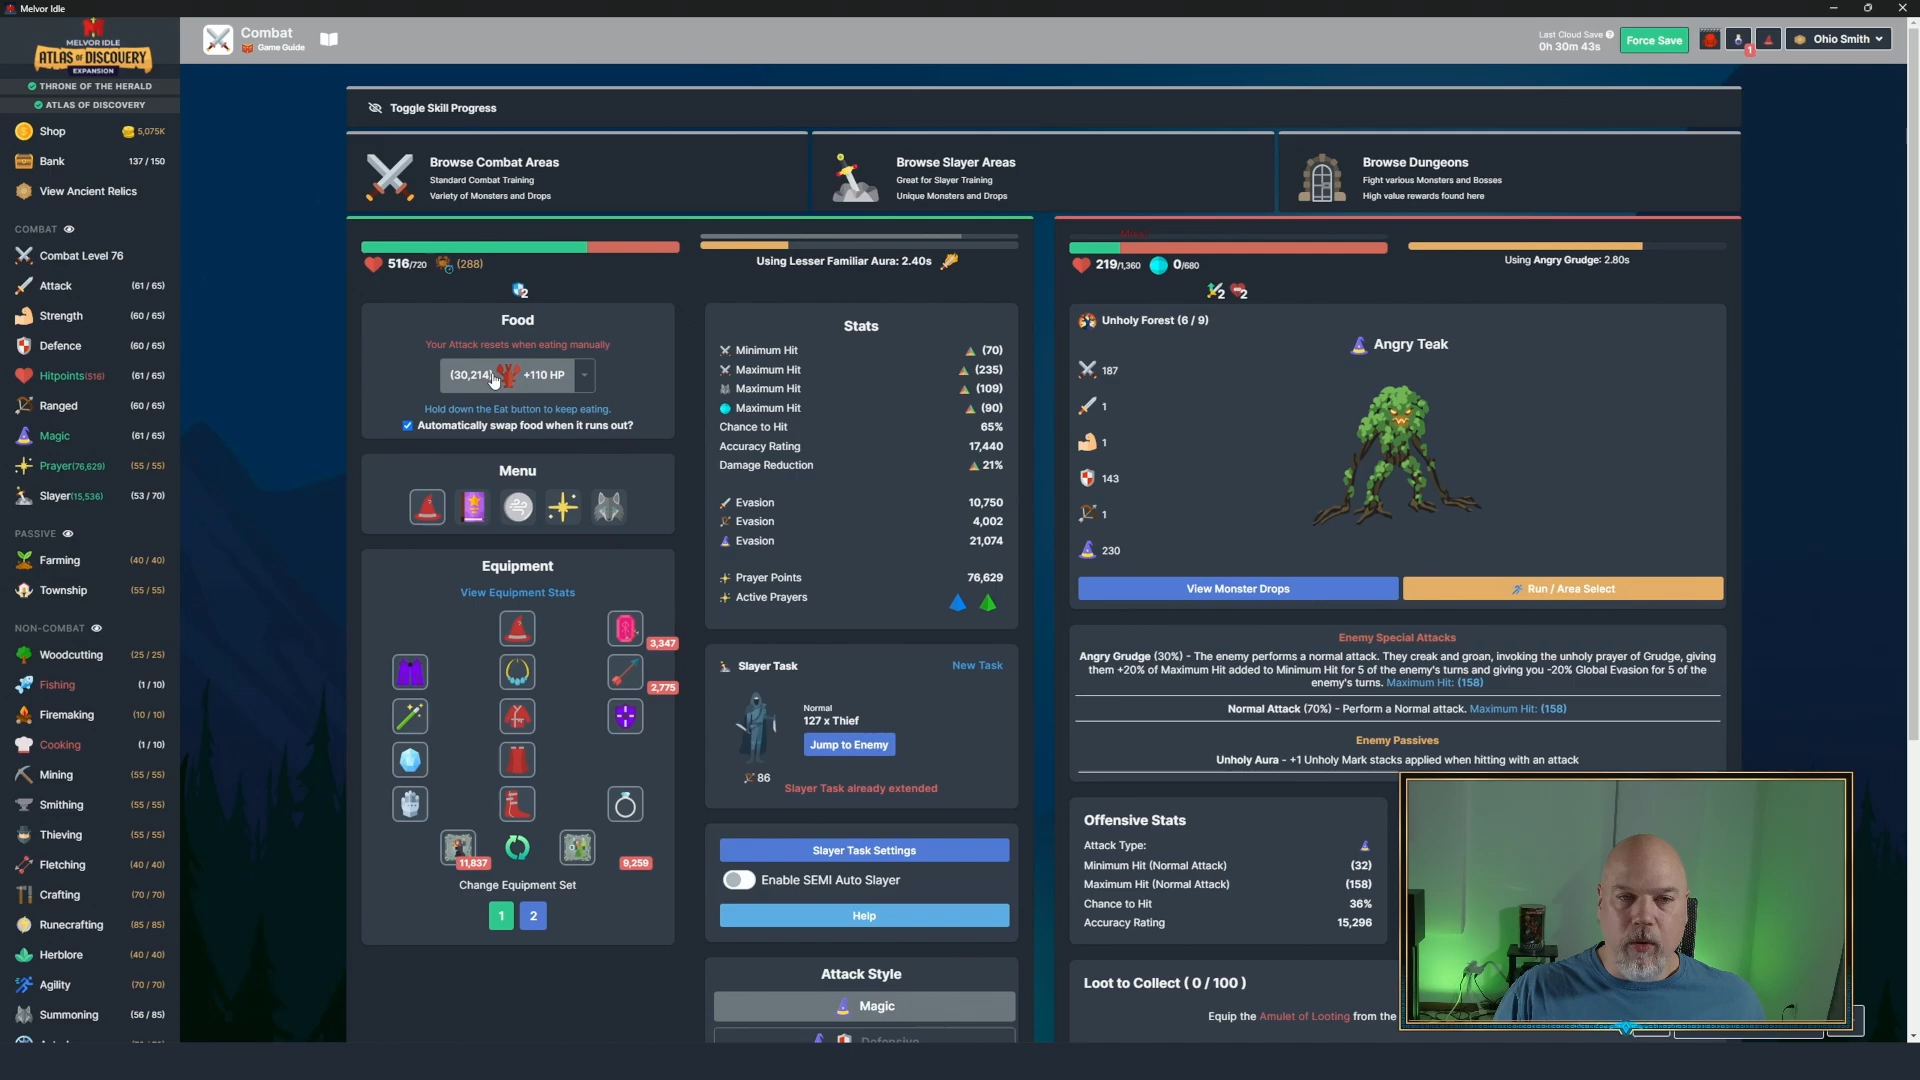 Melvor Idle
MELVOR IDLE
ATLAS OF DISCOVERY
EXPANSION
THRONE OF THE HERALD
ATLAS OF DISCOVERY
Shop 5,075K
Bank 137 / 150
View Ancient Relics
COMBAT
Combat Level 76
Attack (61 / 65)
Strength (60 / 65)
Defence (60 / 65)
Hitpoints(516) (61 / 65)
Ranged (60 / 65)
Magic (61 / 65)
Prayer(76,629) (55 / 55)
Slayer(15,536) (53 / 70)
PASSIVE
Farming (40 / 40)
Township (55 / 55)
NON-COMBAT
Woodcutting (25 / 25)
Fishing (1 / 10)
Firemaking (10 / 10)
Cooking (1 / 10)
Mining (55 / 55)
Smithing (55 / 55)
Thieving (55 / 55)
Fletching (40 / 40)
Crafting (70 / 70)
Runecrafting (85 / 85)
Herblore (40 / 40)
Agility (70 / 70)
Summoning (56 / 85)
Combat
Game Guide
Last Cloud Save
0h 30m 43s
Force Save
1
Ohio Smith
Toggle Skill Progress
Browse Combat Areas
Standard Combat Training
Variety of Monsters and Drops
Browse Slayer Areas
Great for Slayer Training
Unique Monsters and Drops
Browse Dungeons
Fight various Monsters and Bosses
High value rewards found here
516/720 (288)
2
Using Lesser Familiar Aura: 2.40s
Food
Your Attack resets when eating manually
(30,214) +110 HP
Hold down the Eat button to keep eating.
Automatically swap food when it runs out?
Menu
Equipment
View Equipment Stats
3,347
2,775
11,837
9,259
Change Equipment Set
1 2
Stats
Minimum Hit (70)
Maximum Hit (235)
Maximum Hit (109)
Maximum Hit (90)
Chance to Hit 65%
Accuracy Rating 17,440
Damage Reduction 21%
Evasion 10,750
Evasion 4,002
Evasion 21,074
Prayer Points 76,629
Active Prayers
Slayer Task New Task
Normal
127 x Thief
Jump to Enemy
86
Slayer Task already extended
Slayer Task Settings
Enable SEMI Auto Slayer
Help
Attack Style
Magic
Defensive
219/1,360 0/680
2 2
Using Angry Grudge: 2.80s
Unholy Forest (6 / 9)
Angry Teak
187
1
1
143
1
230
View Monster Drops
Run / Area Select
Enemy Special Attacks
Angry Grudge (30%) - The enemy performs a normal attack. They creak and groan, invoking the unholy prayer of Grudge, giving
them +20% of Maximum Hit added to Minimum Hit for 5 of the enemy's turns and giving you -20% Global Evasion for 5 of the
enemy's turns. Maximum Hit: (158)
Normal Attack (70%) - Perform a Normal attack. Maximum Hit: (158)
Enemy Passives
Unholy Aura - +1 Unholy Mark stacks applied when hitting with an attack
Offensive Stats
Attack Type:
Minimum Hit (Normal Attack) (32)
Maximum Hit (Normal Attack) (158)
Chance to Hit 36%
Accuracy Rating 15,296
Loot to Collect ( 0 / 100 )
Equip the Amulet of Looting from the